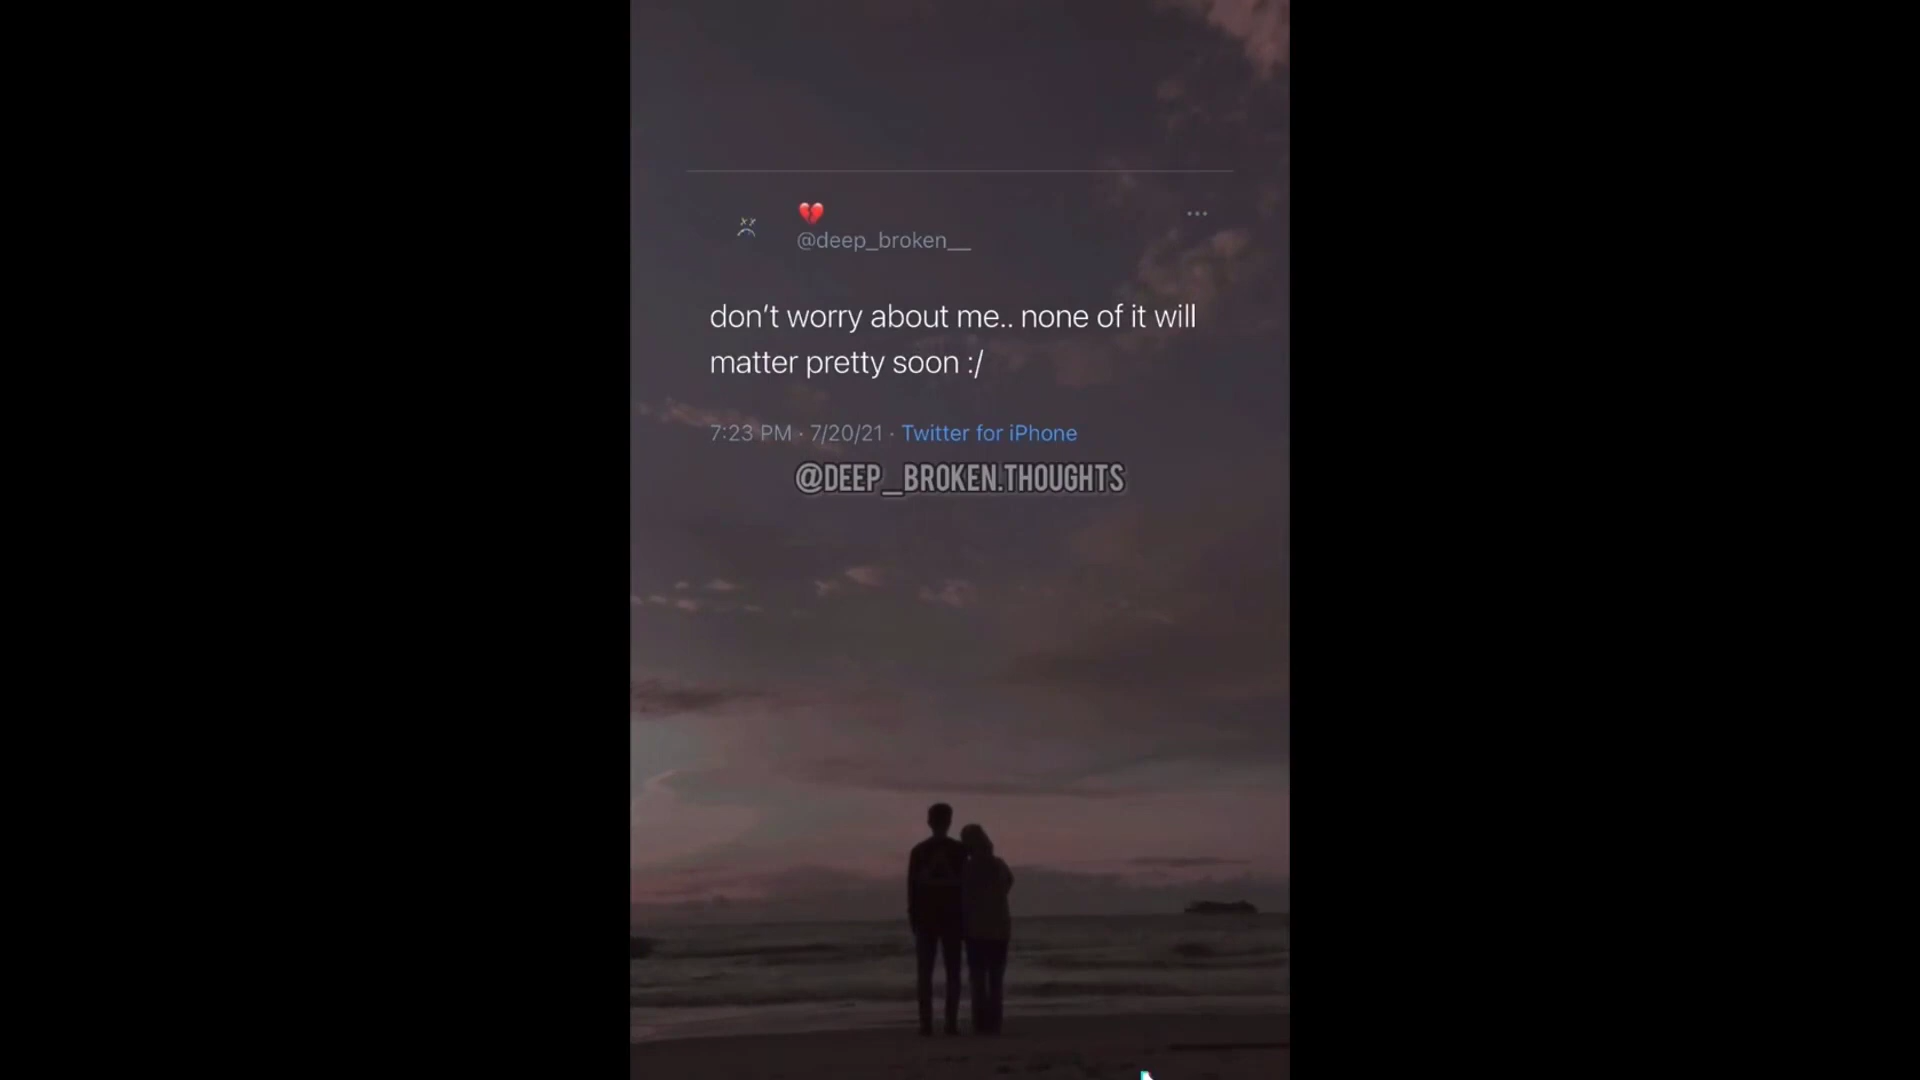 💔
@deep_broken__
don't worry about me.. none of it will
matter pretty soon :/
7:23 PM · 7/20/21 · Twitter for iPhone
@DEEP_BROKEN.THOUGHTS